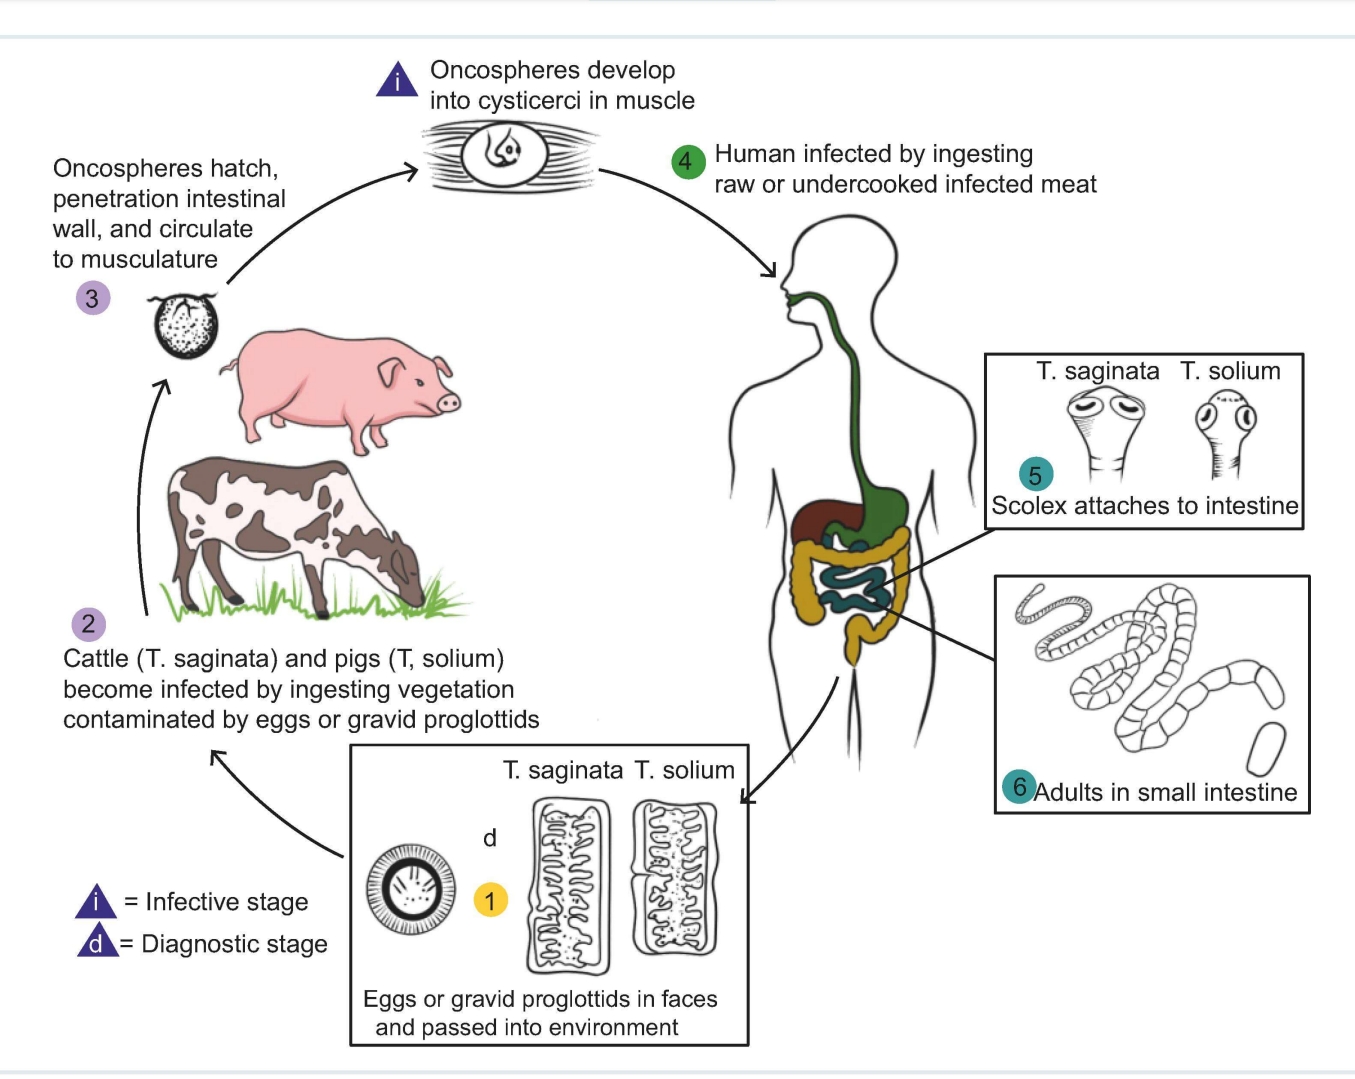 i
Oncospheres develop
into cysticerci in muscle
4
Human infected by ingesting
raw or undercooked infected meat
Oncospheres hatch,
penetration intestinal
wall, and circulate
to musculature
3
T. saginata T. solium
5
Scolex attaches to intestine
6
Adults in small intestine
2
Cattle (T. saginata) and pigs (T, solium)
become infected by ingesting vegetation
contaminated by eggs or gravid proglottids
T. saginata T. solium
d
1
Eggs or gravid proglottids in faces
and passed into environment
i = Infective stage
d = Diagnostic stage